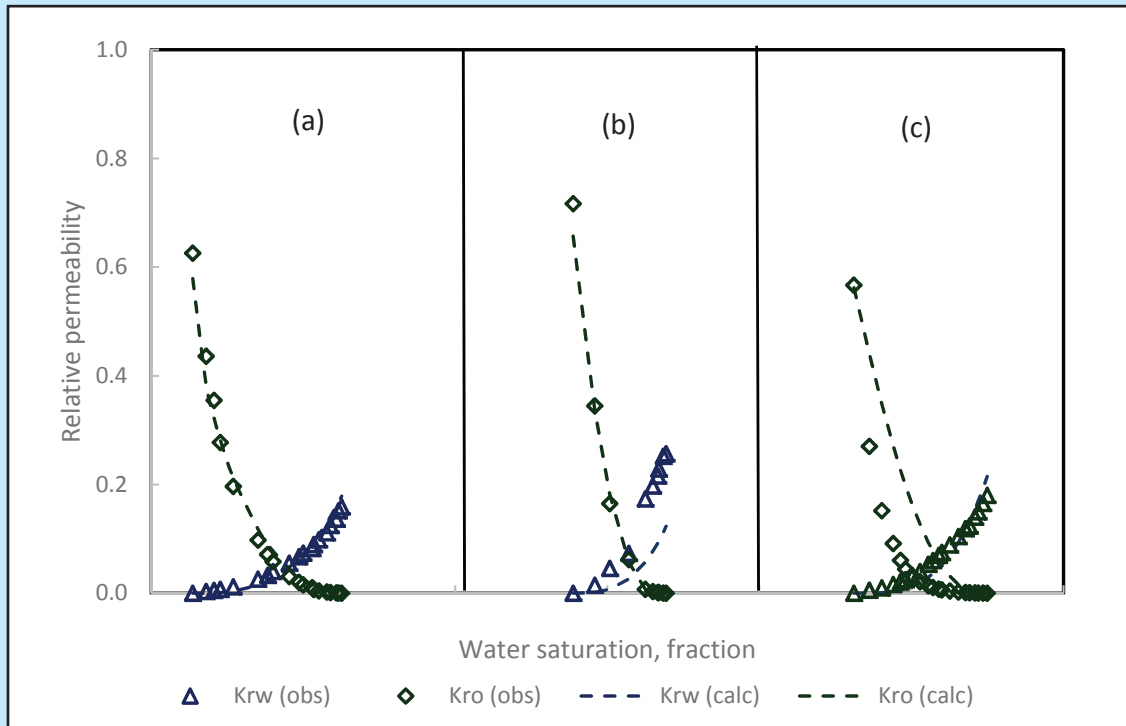 1.0
0.8
0.6
0.4
0.2
0.0
Relative permeability
(a)
(b)
(c)
Water saturation, fraction
Krw (obs) Kro (obs) Krw (calc) Kro (calc)